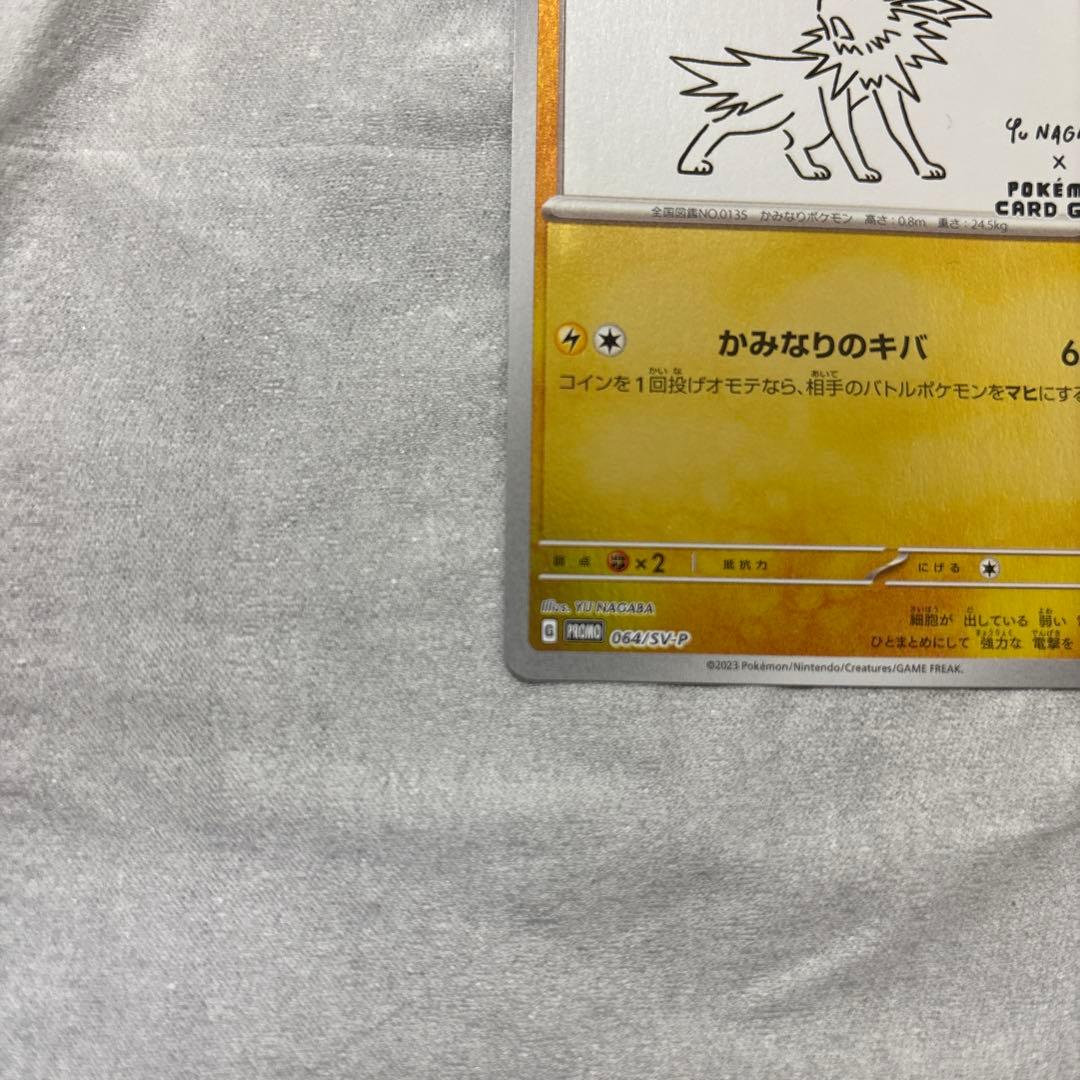 Yu NAGA
×
POKÉM
CARD G
全国図鑑NO.0135 かみなりポケモン 高さ:0.8m 重さ:24.5kg
かみなりのキバ 6
コインを1回投げオモテなら、相手のバトルポケモンをマヒにする
弱点 ×2 抵抗力 にげる
Illus. YU NAGABA
G PROMO 064/SV-P
細胞が 出している 弱い
ひとまとめにして 強力な 電撃を
©2023 Pokémon/Nintendo/Creatures/GAME FREAK.